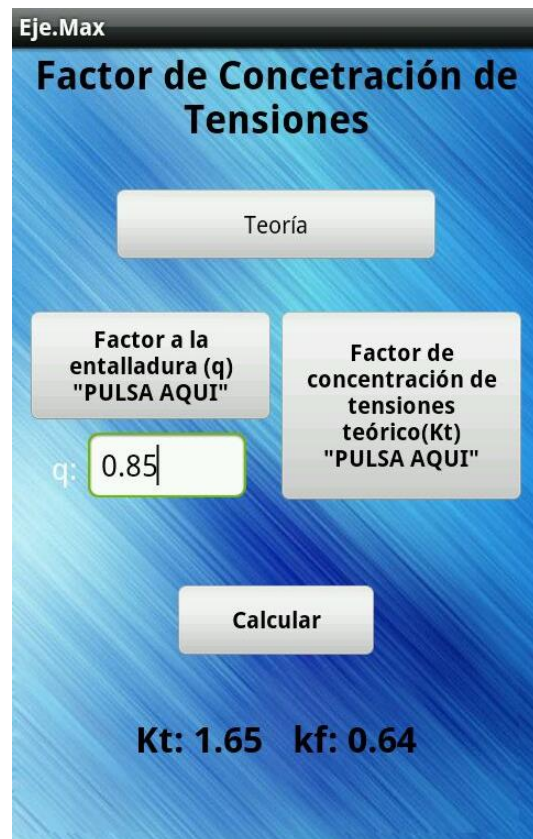 Eje.Max
Factor de Concetración de
Tensiones
Teoría
Factor a la
entalladura (q)
"PULSA AQUI"
Factor de
concentración de
tensiones
teórico(Kt)
"PULSA AQUI"
q: 0.85
Calcular
Kt: 1.65 kf: 0.64